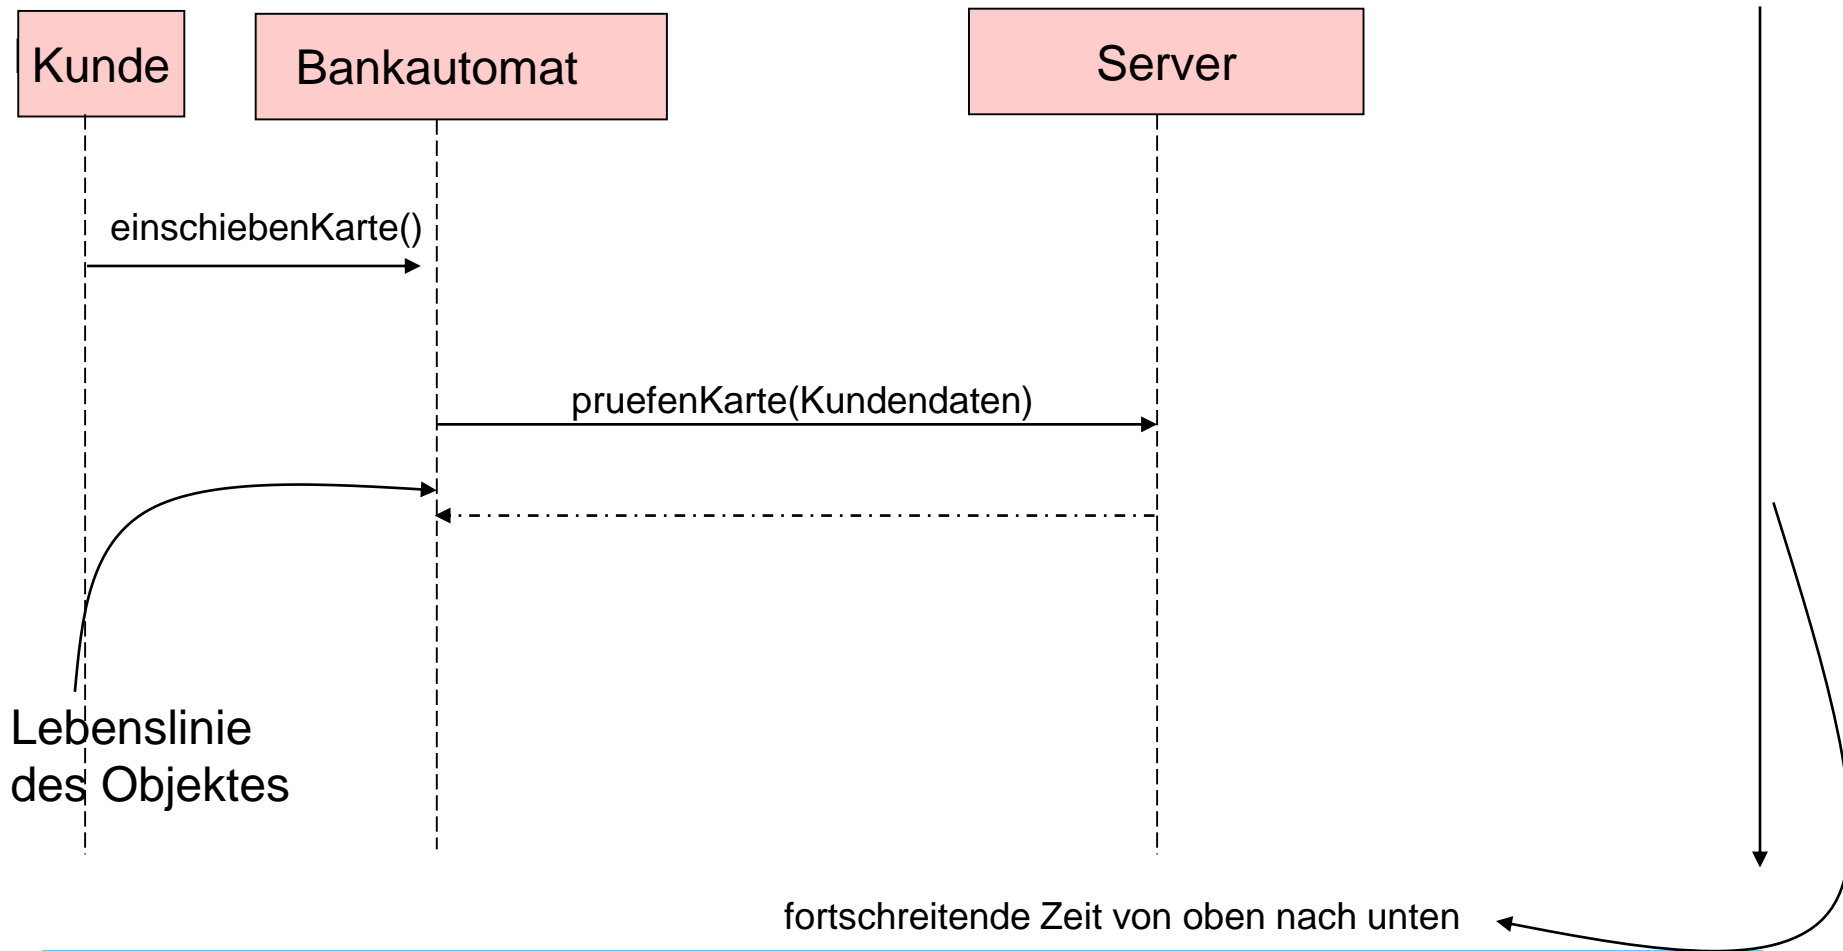 Kunde
Bankautomat
Server
einschiebenKarte()
pruefenKarte(Kundendaten)
Lebenslinie
des Objektes
fortschreitende Zeit von oben nach unten